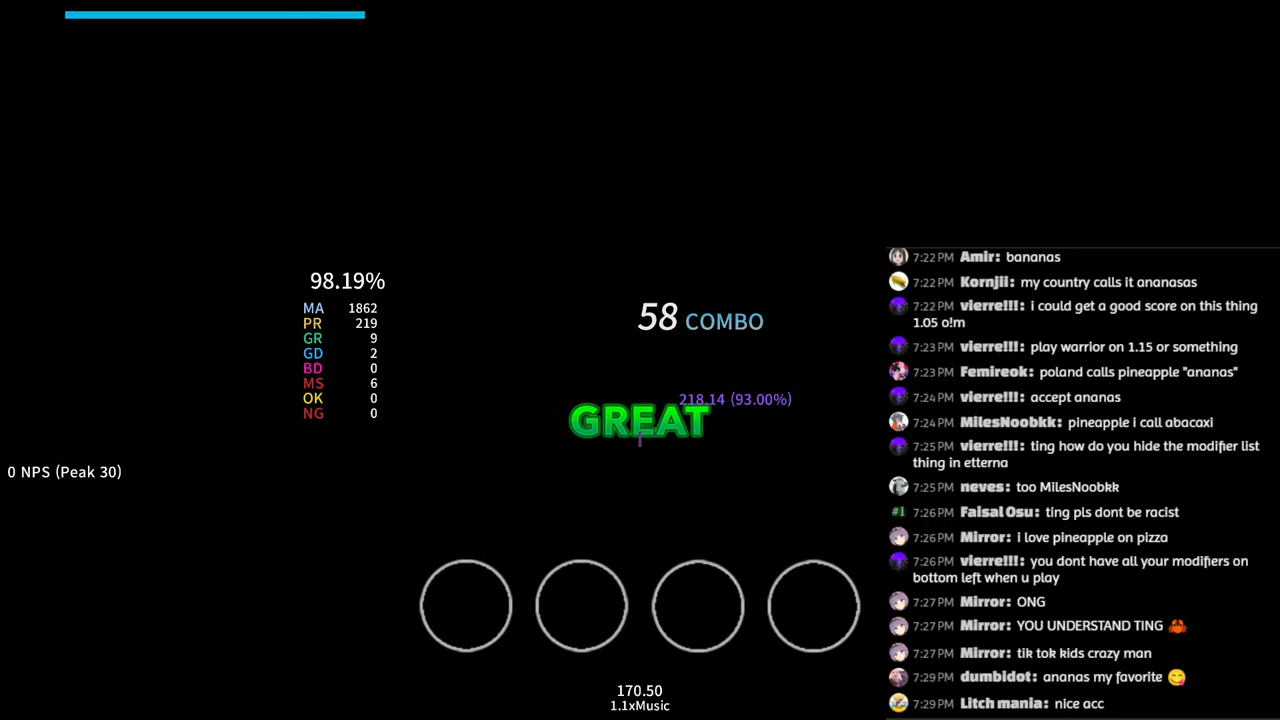 98.19%
MA 1862
PR 219
GR 9
GD 2
BD 0
MS 6
OK 0
NG 0
0 NPS (Peak 30)
58 COMBO
218.14 (93.00%)
GREAT
170.50
1.1xMusic
7:22 PM Amir: bananas
7:22 PM Kornjii: my country calls it ananasas
7:22 PM vierre!!!: i could get a good score on this thing
1.05 o!m
7:23 PM vierre!!!: play warrior on 1.15 or something
7:23 PM Femireok: poland calls pineapple "ananas"
7:24 PM vierre!!!: accept ananas
7:24 PM MilesNoobkk: pineapple i call abacaxi
7:25 PM vierre!!!: ting how do you hide the modifier list
thing in etterna
7:25 PM neves: too MilesNoobkk
#1 7:26 PM Faisal Osu: ting pls dont be racist
7:26 PM Mirror: i love pineapple on pizza
7:26 PM vierre!!!: you dont have all your modifiers on
bottom left when u play
7:27 PM Mirror: ONG
7:27 PM Mirror: YOU UNDERSTAND TING 🦀
7:27 PM Mirror: tik tok kids crazy man
7:29 PM dumbidot: ananas my favorite 😋
7:29 PM Litch mania: nice acc